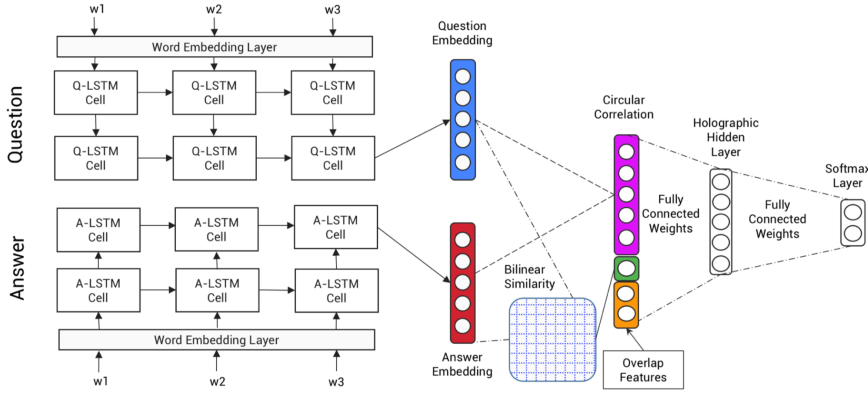 w1
w2
w3
Word Embedding Layer
Question
Q-LSTM
Cell
Q-LSTM
Cell
Q-LSTM
Cell
Q-LSTM
Cell
Q-LSTM
Cell
Q-LSTM
Cell
Answer
A-LSTM
Cell
A-LSTM
Cell
A-LSTM
Cell
A-LSTM
Cell
A-LSTM
Cell
A-LSTM
Cell
Word Embedding Layer
w1
w2
w3
Question
Embedding
Answer
Embedding
Bilinear
Similarity
Circular
Correlation
Overlap
Features
Fully
Connected
Weights
Holographic
Hidden
Layer
Fully
Connected
Weights
Softmax
Layer